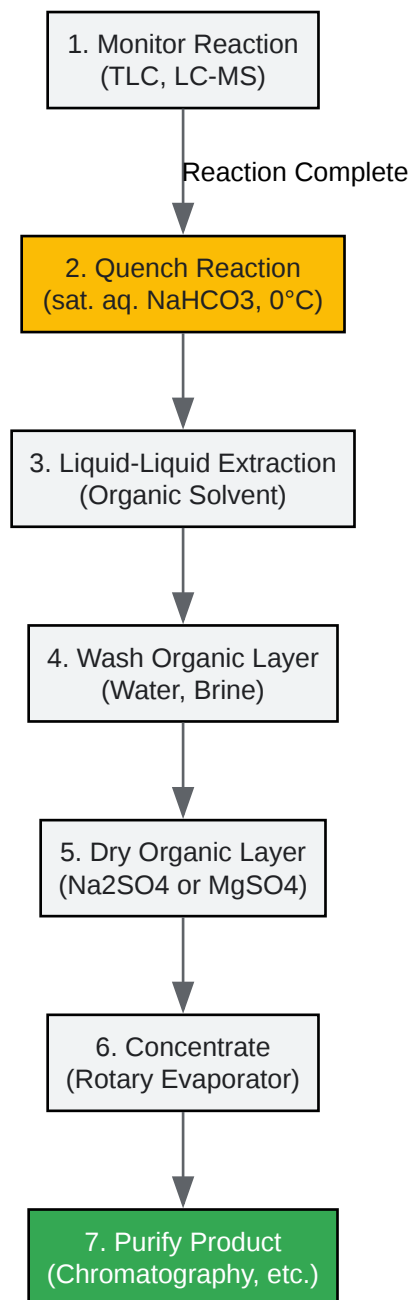 1. Monitor Reaction
(TLC, LC-MS)
Reaction Complete
2. Quench Reaction
(sat. aq. NaHCO3, 0°C)
3. Liquid-Liquid Extraction
(Organic Solvent)
4. Wash Organic Layer
(Water, Brine)
5. Dry Organic Layer
(Na2SO4 or MgSO4)
6. Concentrate
(Rotary Evaporator)
7. Purify Product
(Chromatography, etc.)